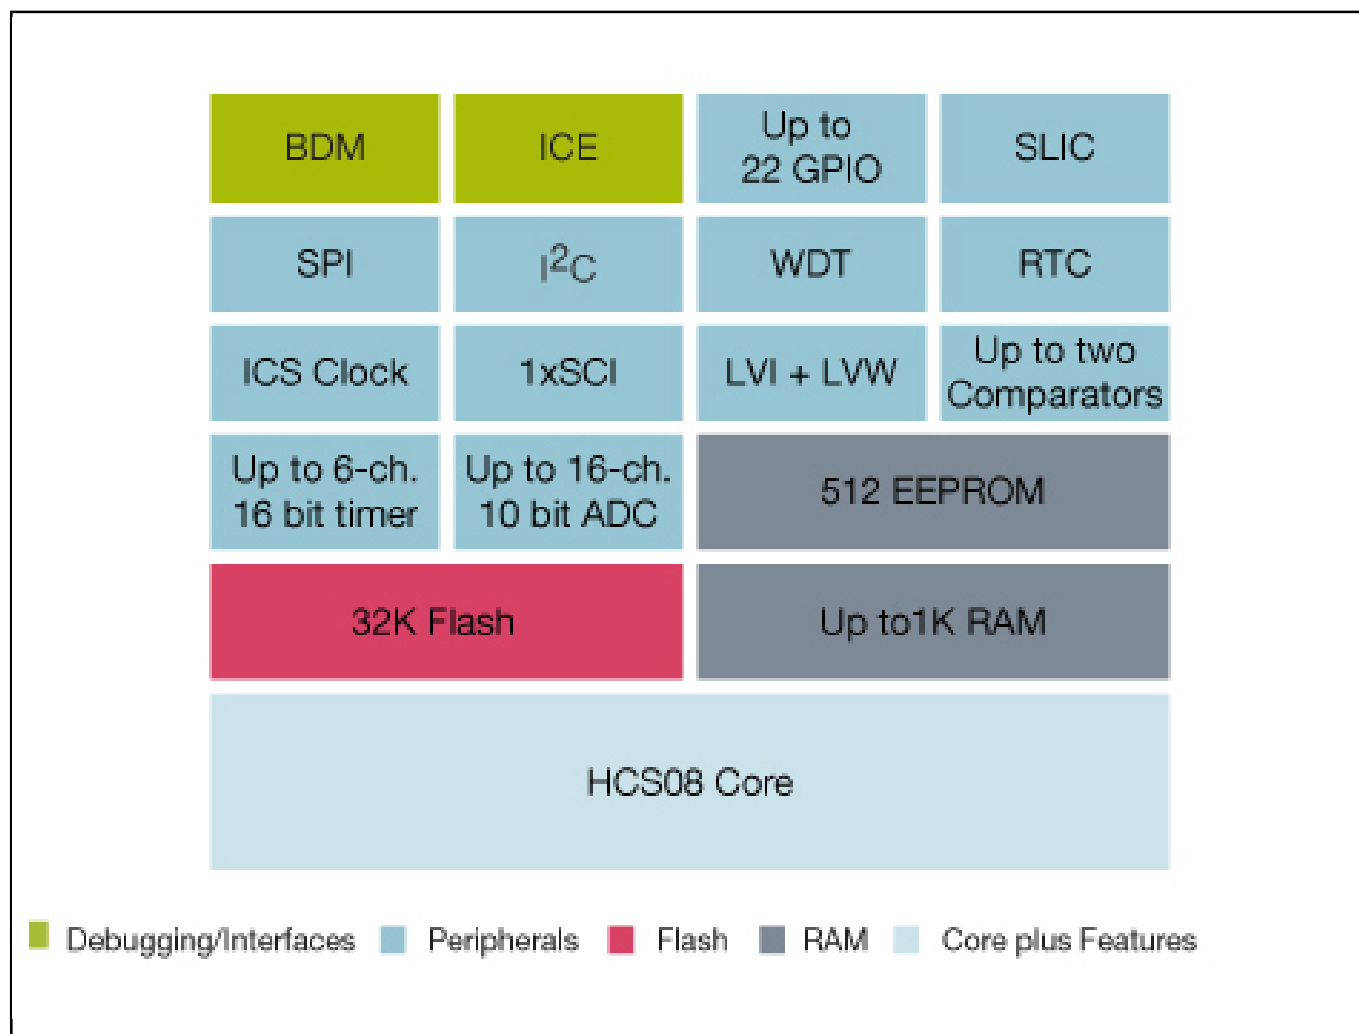 BDM
ICE
Up to
22 GPIO
SLIC
SPI
I²C
WDT
RTC
ICS Clock
1xSCI
LVI + LVW
Up to two
Comparators
Up to 6-ch.
16 bit timer
Up to 16-ch.
10 bit ADC
512 EEPROM
32K Flash
Up to1K RAM
HCS08 Core
Debugging/Interfaces
Peripherals
Flash
RAM
Core plus Features